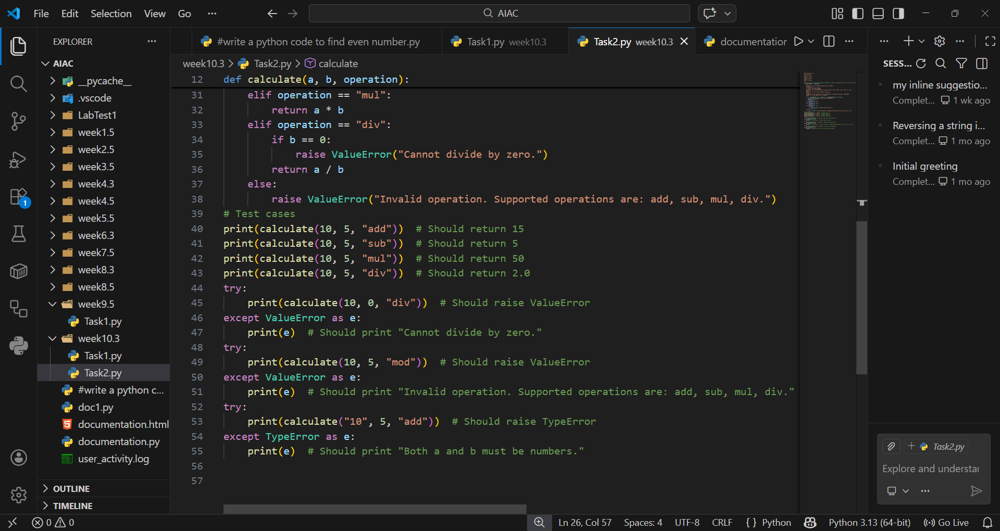 File Edit Selection View Go ···
AIAC
EXPLORER ···
#write a python code to find even number.py
Task1.py week10.3
Task2.py week10.3
documentation
AIAC
__pycache__
.vscode
LabTest1
week1.5
week2.5
week3.5
week4.3
week4.5
week5.5
week6.3
week7.5
week8.3
week8.5
week9.5
Task1.py
week10.3
Task1.py
Task2.py
#write a python c...
doc1.py
documentation.html
documentation.py
user_activity.log
OUTLINE
TIMELINE
1
week10.3 > Task2.py > calculate
12 def calculate(a, b, operation):
31 elif operation == "mul":
32 return a * b
33 elif operation == "div":
34 if b == 0:
35 raise ValueError("Cannot divide by zero.")
36 return a / b
37 else:
38 raise ValueError("Invalid operation. Supported operations are: add, sub, mul, div.")
39 # Test cases
40 print(calculate(10, 5, "add")) # Should return 15
41 print(calculate(10, 5, "sub")) # Should return 5
42 print(calculate(10, 5, "mul")) # Should return 50
43 print(calculate(10, 5, "div")) # Should return 2.0
44 try:
45 print(calculate(10, 0, "div")) # Should raise ValueError
46 except ValueError as e:
47 print(e) # Should print "Cannot divide by zero."
48 try:
49 print(calculate(10, 5, "mod")) # Should raise ValueError
50 except ValueError as e:
51 print(e) # Should print "Invalid operation. Supported operations are: add, sub, mul, div."
52 try:
53 print(calculate("10", 5, "add")) # Should raise TypeError
54 except TypeError as e:
55 print(e) # Should print "Both a and b must be numbers."
56
57
SESS...
my inline suggestio...
Complet... 1 wk ago
Reversing a string i...
Complet... 1 mo ago
Initial greeting
Complet... 1 mo ago
Task2.py
Explore and understa
0 0
Ln 26, Col 57 Spaces: 4 UTF-8 CRLF { } Python Python 3.13 (64-bit) Go Live